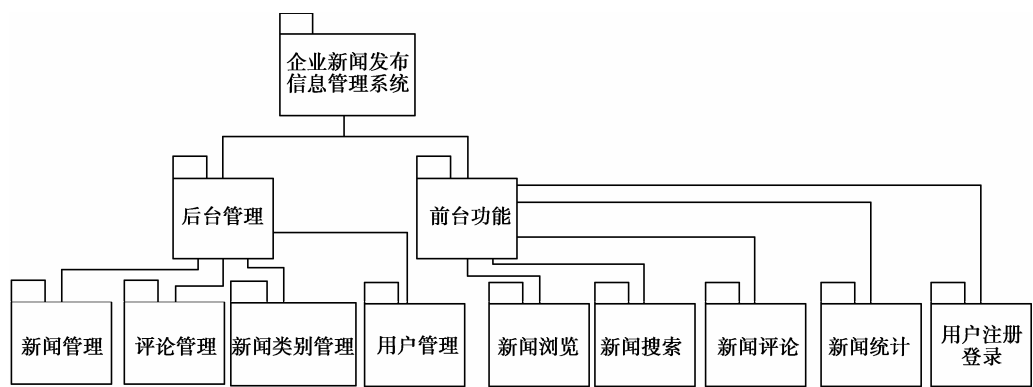 企业新闻发布
信息管理系统
后台管理
前台功能
新闻管理
评论管理
新闻类别管理
用户管理
新闻浏览
新闻搜索
新闻评论
新闻统计
用户注册
登录